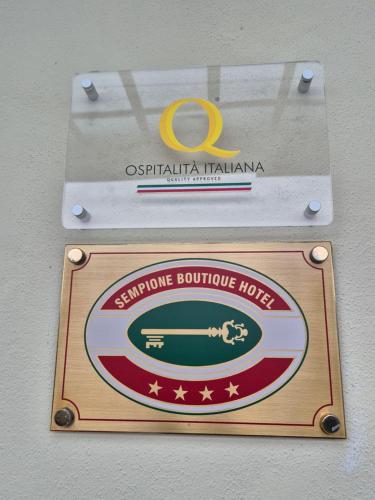 Q
OSPITALITÀ ITALIANA
QUALITY APPROVED
SEMPIONE BOUTIQUE HOTEL